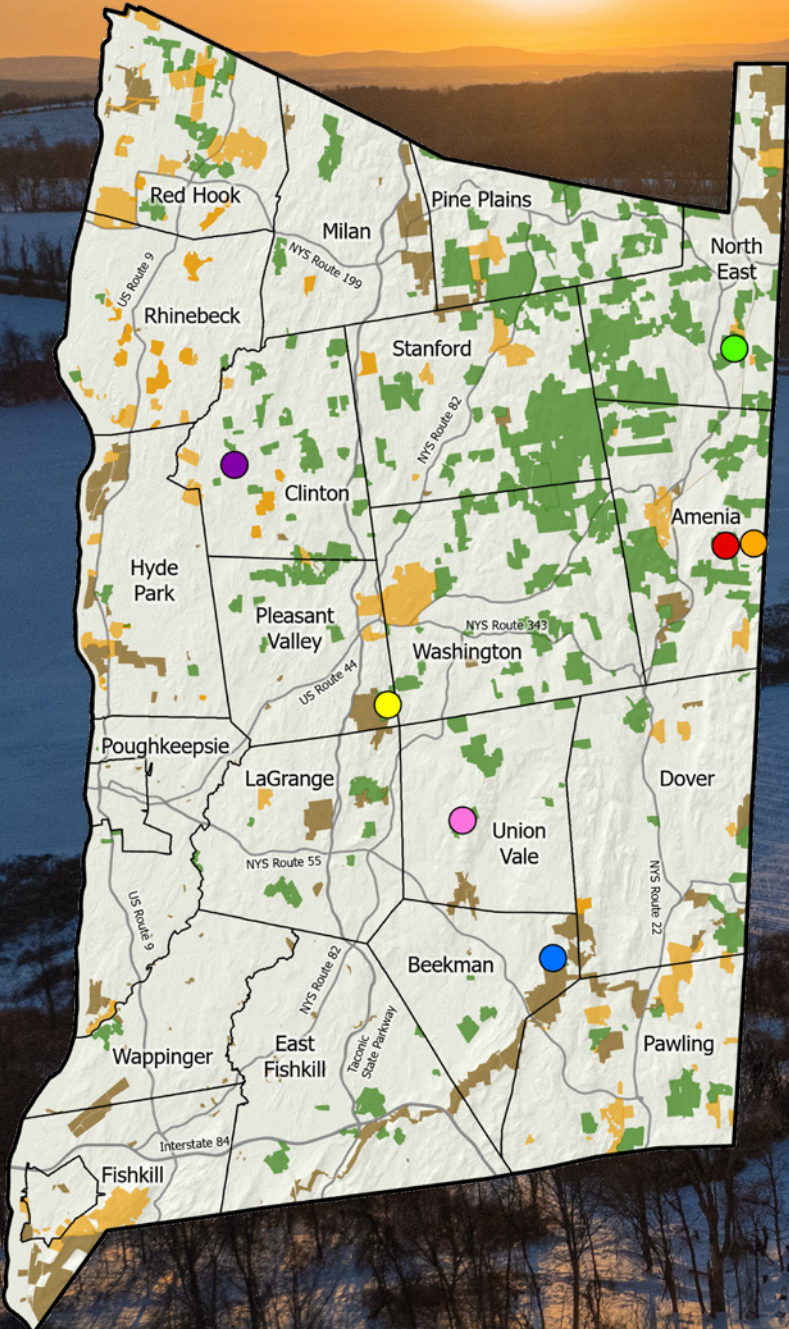 Red Hook
Pine Plains
Milan
North
East
NYS Route 199
US Route 9
Rhinebeck
Stanford
NYS Route 82
Clinton
Amenia
Hyde
Park
Pleasant
Valley
NYS Route 343
Washington
US Route 44
Poughkeepsie
LaGrange
Dover
Union
Vale
NYS Route 55
NYS Route 22
US Route 9
Beekman
NYS Route 82
East
Fishkill
Taconic
State Parkway
Pawling
Wappinger
Interstate 84
Fishkill